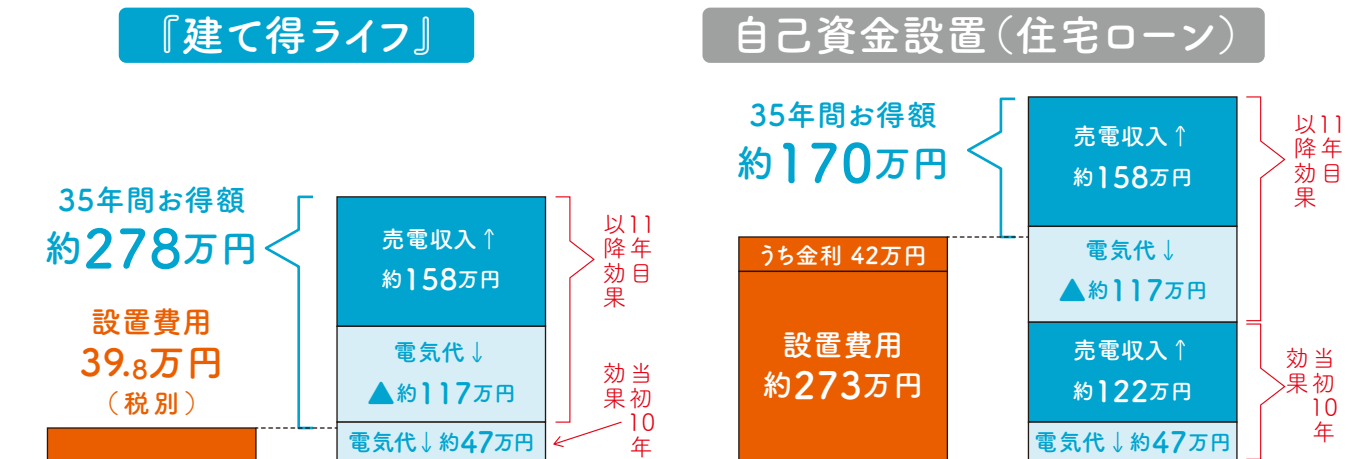 『建て得ライフ』
35年間お得額
約278万円
設置費用
39.8万円
（税別）
売電収入↑
約158万円
電気代↓
▲約117万円
電気代↓約47万円
11年目
以降効果
当初10年
効果
自己資金設置（住宅ローン）
35年間お得額
約170万円
うち金利 42万円
設置費用
約273万円
売電収入↑
約158万円
電気代↓
▲約117万円
売電収入↑
約122万円
電気代↓約47万円
11年目
以降効果
当初10年
効果